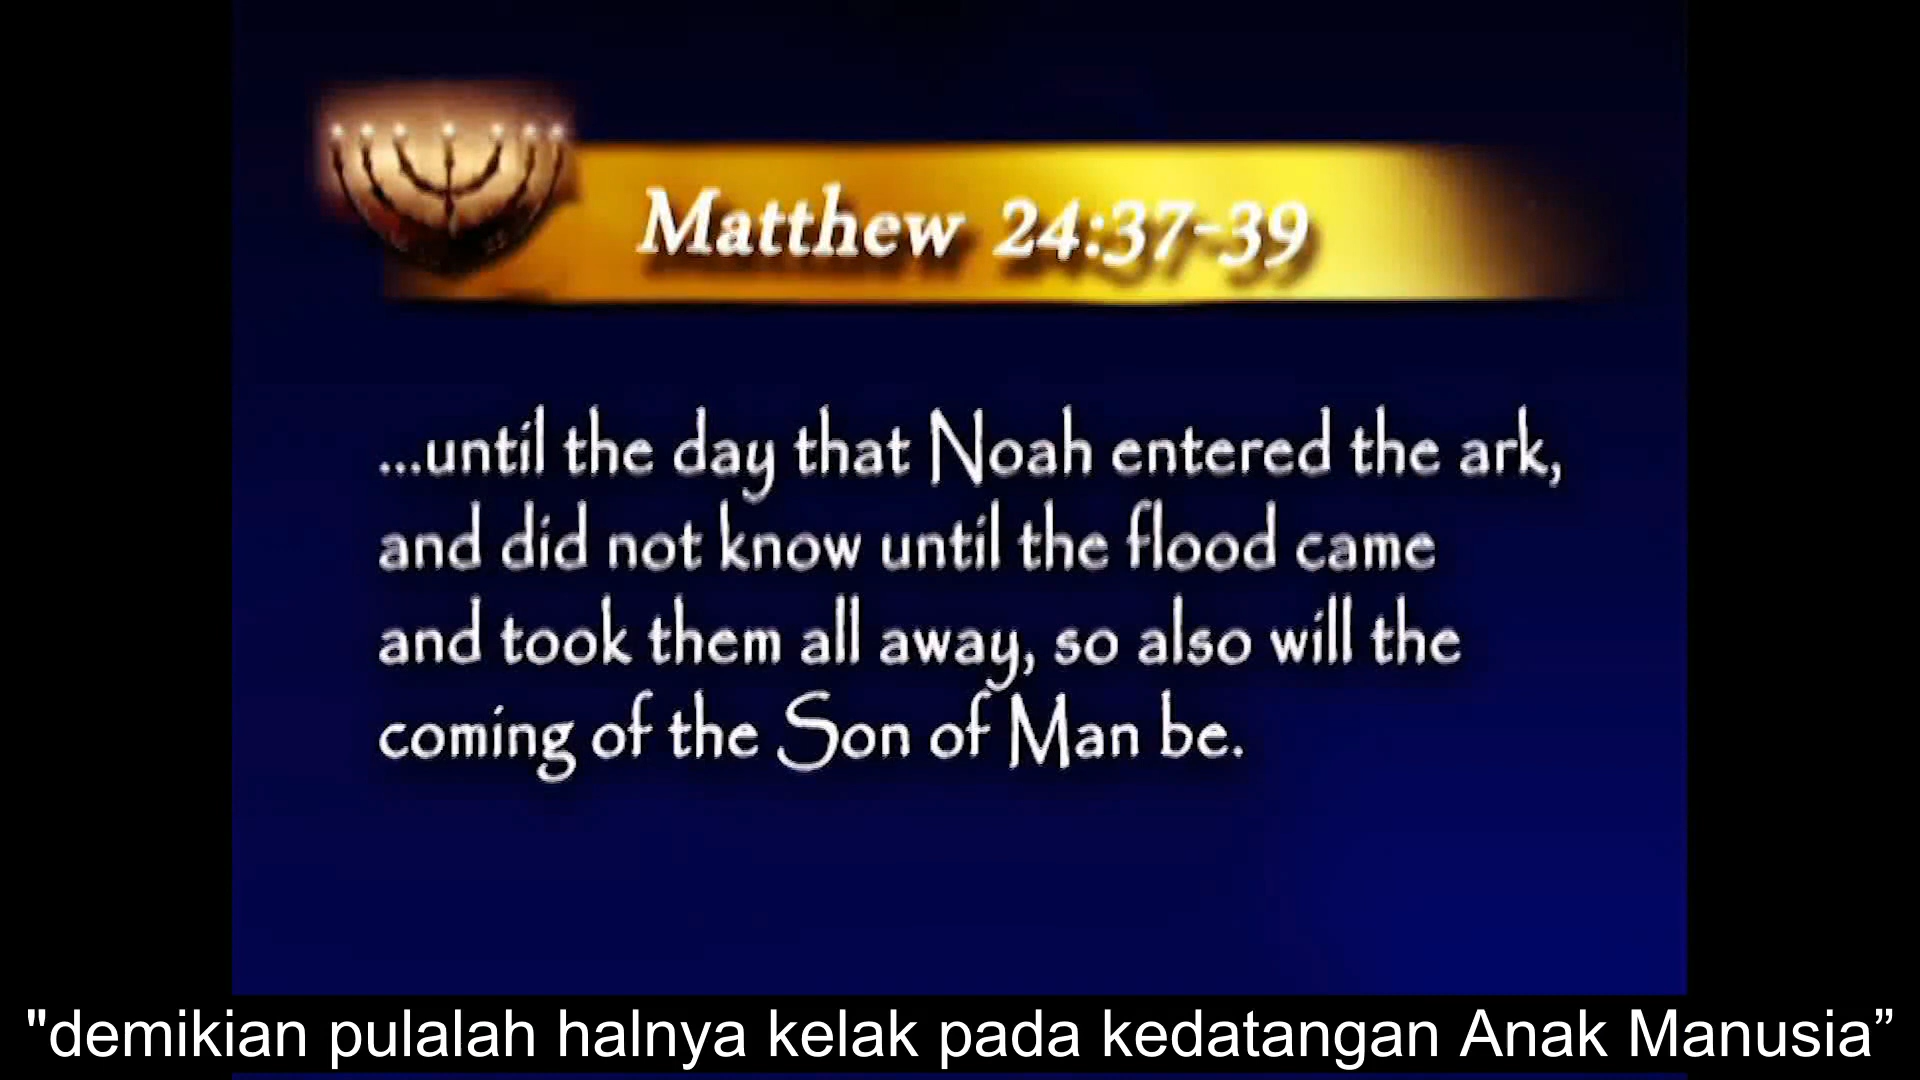 Matthew 24:37-39
...until the day that Noah entered the ark,
and did not know until the flood came
and took them all away, so also will the
coming of the Son of Man be.
"demikian pulalah halnya kelak pada kedatangan Anak Manusia”